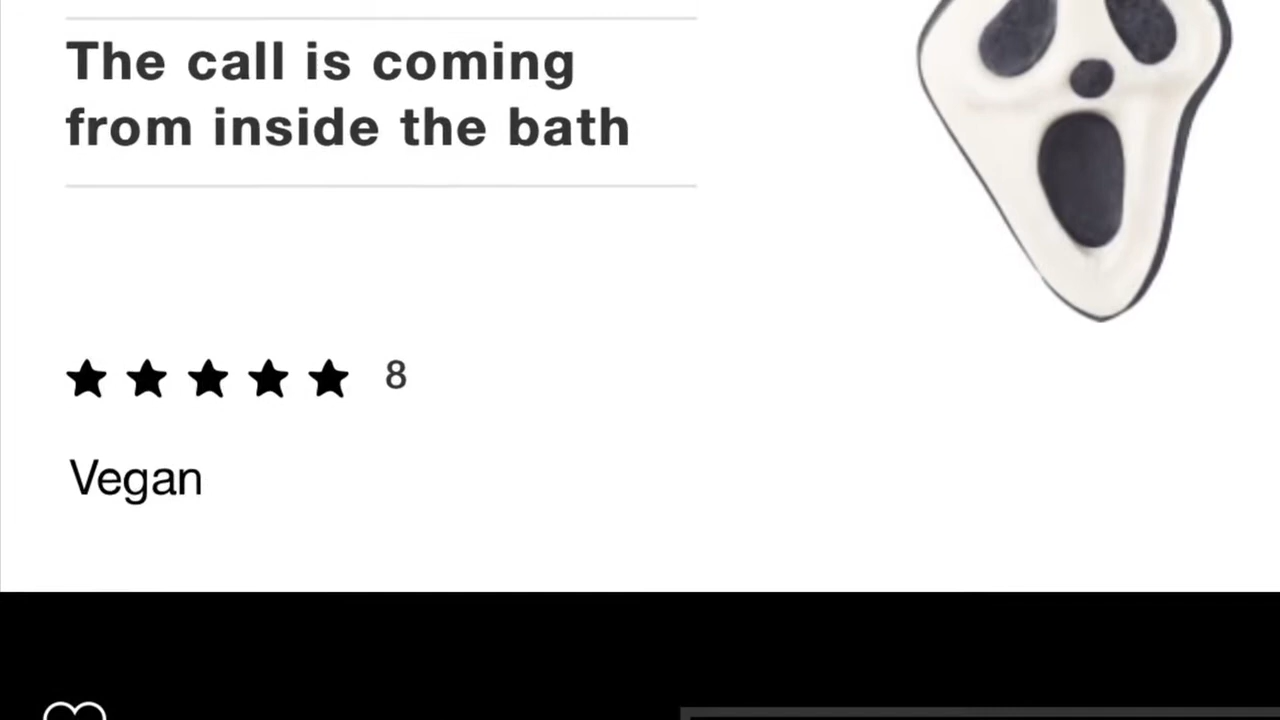 The call is coming
from inside the bath
8
Vegan